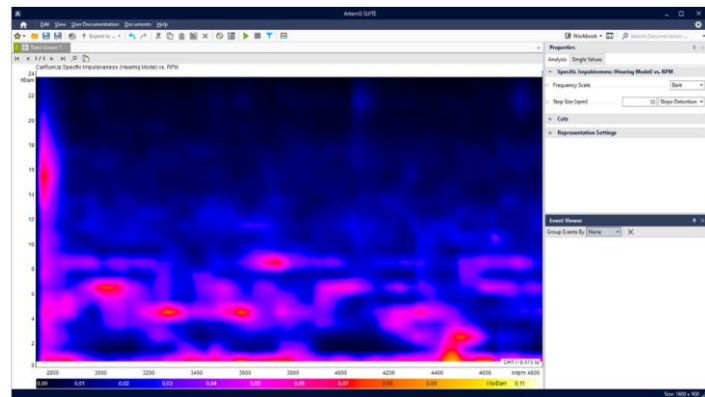 ArtemiS SUITE
Edit View User Documentation Documents Help
Export to ...
Workbook
Search Documentation ...
Data Viewer 1
1 / 1
CarRunUp Specific Impulsiveness (Hearing Model) vs. RPM
24
tBark
22
20
18
16
14
12
10
8
6
4
2
0
2800 3000 3200 3400 3600 3800 4000 4200 4400 4600 n/rpm 4800
0,00 0,01 0,02 0,03 0,04 0,05 0,06 0,07 0,08 0,09 0,11
Properties
Analysis Single Values
Specific Impulsiveness (Hearing Model) vs. RPM
Frequency Scale Bark
Step Size (rpm) 10 Slope Detection
Cuts
Representation Settings
Event Viewer
Group Events By None